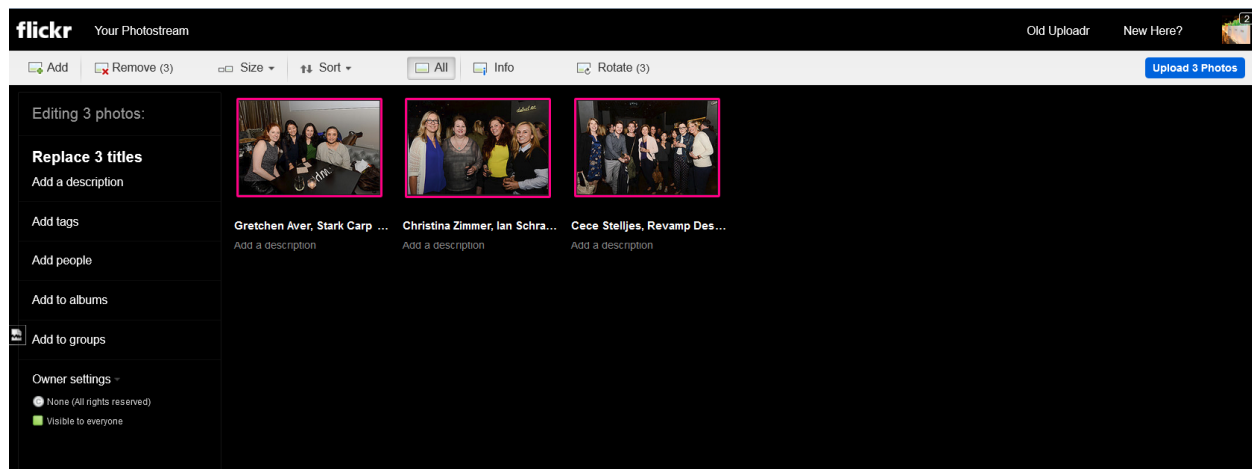 flickr Your Photostream Old Uploadr New Here? 2
Add Remove (3) Size Sort All Info Rotate (3) Upload 3 Photos
Editing 3 photos:
Replace 3 titles
Add a description
Add tags
Add people
Add to albums
Add to groups
Owner settings
None (All rights reserved)
Visible to everyone
Gretchen Aver, Stark Carp ...
Add a description
Christina Zimmer, Ian Schra...
Add a description
Cece Stelljes, Revamp Des...
Add a description